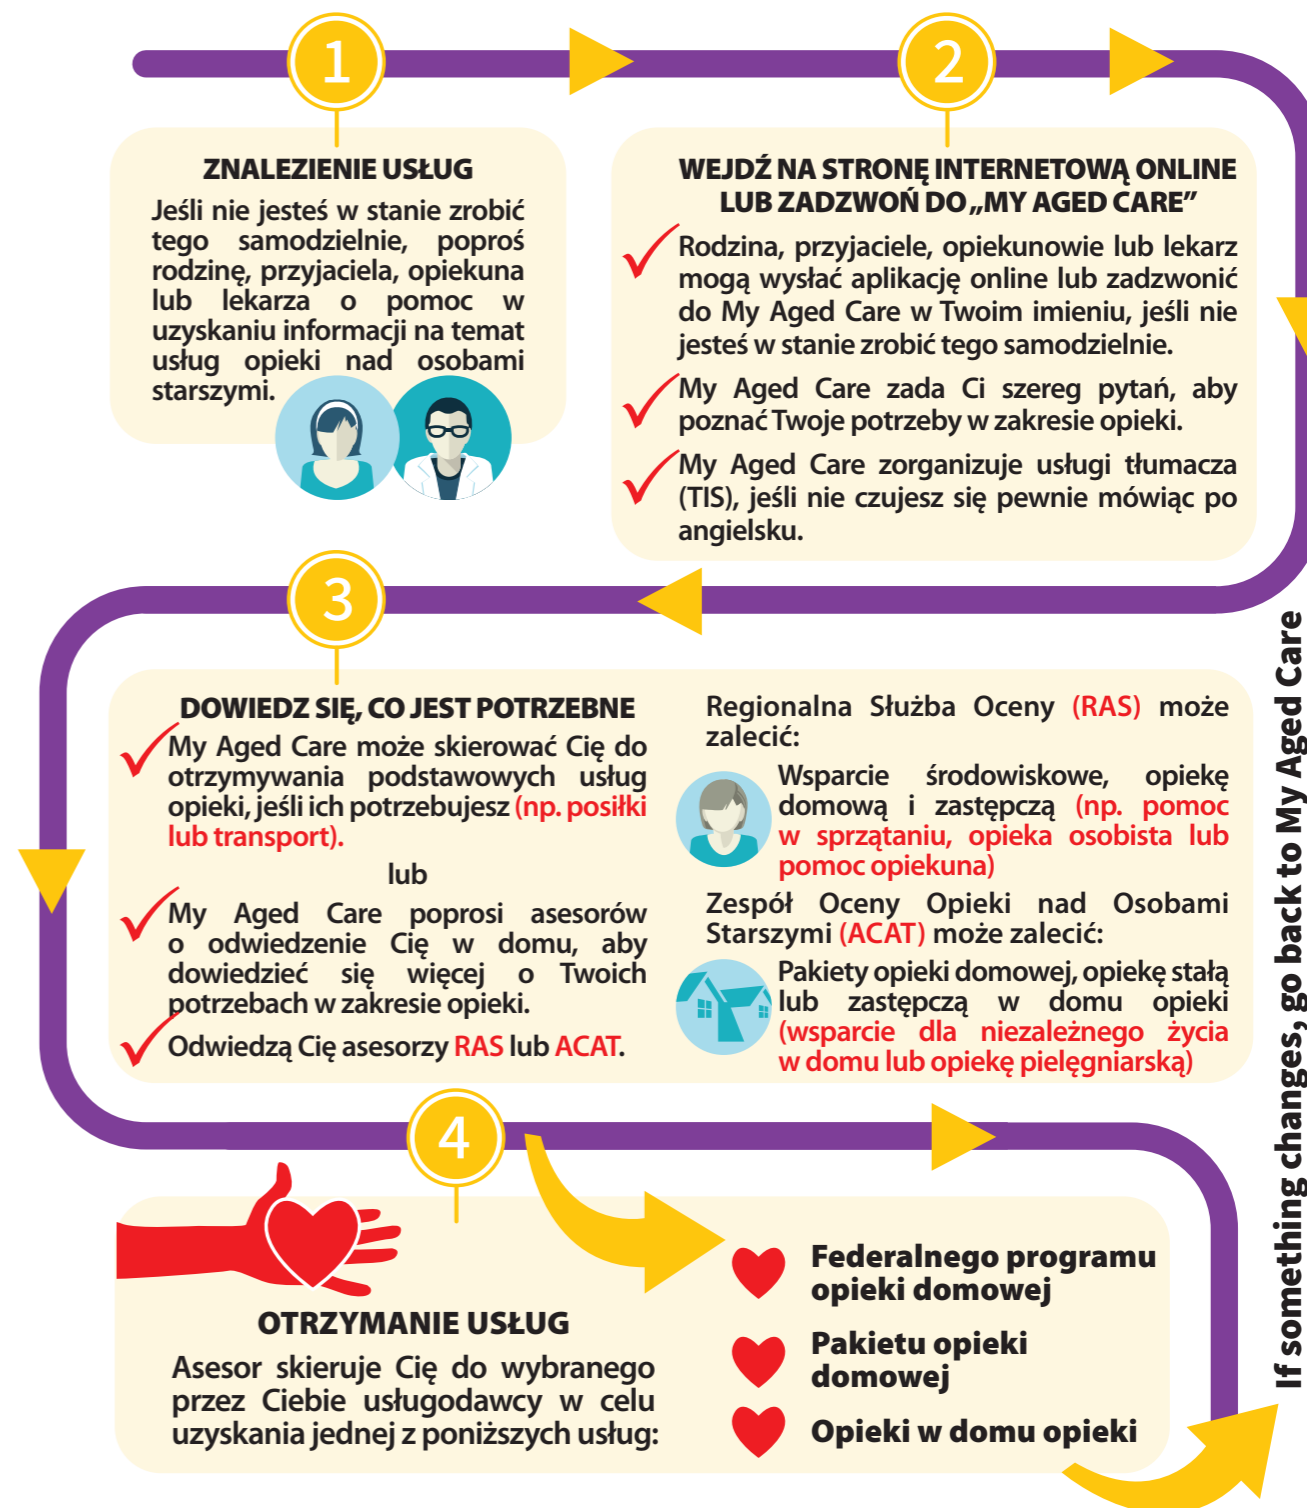 1
2
ZNALEZIENIE USŁUG
Jeśli nie jesteś w stanie zrobić
tego samodzielnie, poproś
rodzinę, przyjaciela, opiekuna
lub lekarza o pomoc w
uzyskaniu informacji na temat
usług opieki nad osobami
starszymi.
WEJDŹ NA STRONĘ INTERNETOWĄ ONLINE
LUB ZADZWOŃ DO „MY AGED CARE”
Rodzina, przyjaciele, opiekunowie lub lekarz
mogą wysłać aplikację online lub zadzwonić
do My Aged Care w Twoim imieniu, jeśli nie
jesteś w stanie zrobić tego samodzielnie.
My Aged Care zada Ci szereg pytań, aby
poznać Twoje potrzeby w zakresie opieki.
My Aged Care zorganizuje usługi tłumacza
(TIS), jeśli nie czujesz się pewnie mówiąc po
angielsku.
3
DOWIEDZ SIĘ, CO JEST POTRZEBNE
My Aged Care może skierować Cię do
otrzymywania podstawowych usług
opieki, jeśli ich potrzebujesz (np. posiłki
lub transport).
lub
My Aged Care poprosi asesorów
o odwiedzenie Cię w domu, aby
dowiedzieć się więcej o Twoich
potrzebach w zakresie opieki.
Odwiedzą Cię asesorzy RAS lub ACAT.
Regionalna Służba Oceny (RAS) może
zalecić:
Wsparcie środowiskowe, opiekę
domową i zastępczą (np. pomoc
w sprzątaniu, opieka osobista lub
pomoc opiekuna)
Zespół Oceny Opieki nad Osobami
Starszymi (ACAT) może zalecić:
Pakiety opieki domowej, opiekę stałą
lub zastępczą w domu opieki
(wsparcie dla niezależnego życia
w domu lub opiekę pielęgniarską)
4
OTRZYMANIE USŁUG
Asesor skieruje Cię do wybranego
przez Ciebie usługodawcy w celu
uzyskania jednej z poniższych usług:
Federalnego programu
opieki domowej
Pakietu opieki
domowej
Opieki w domu opieki
If something changes, go back to My Aged Care